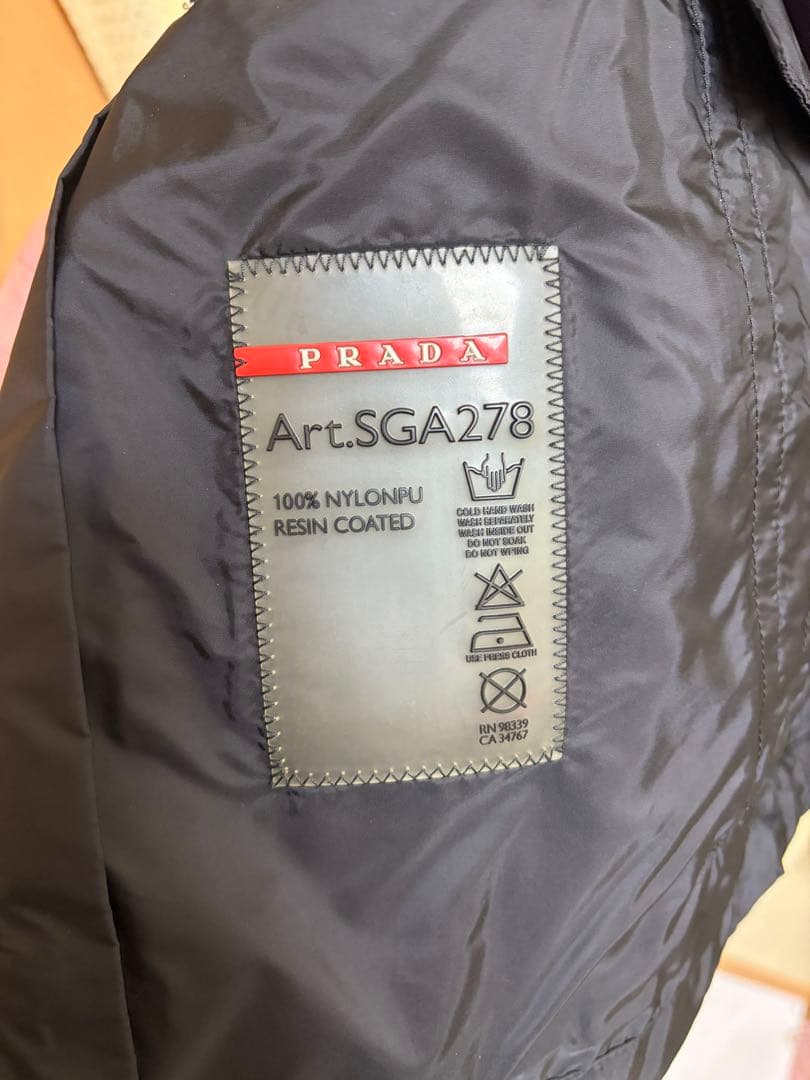 PRADA
Art.SGA278
100% NYLONPU
RESIN COATED
COLD HAND WASH
WASH SEPARATELY
WASH INSIDE OUT
DO NOT SOAK
DO NOT WPING
USE PRESS CLOTH
RN 98339
CA 34767